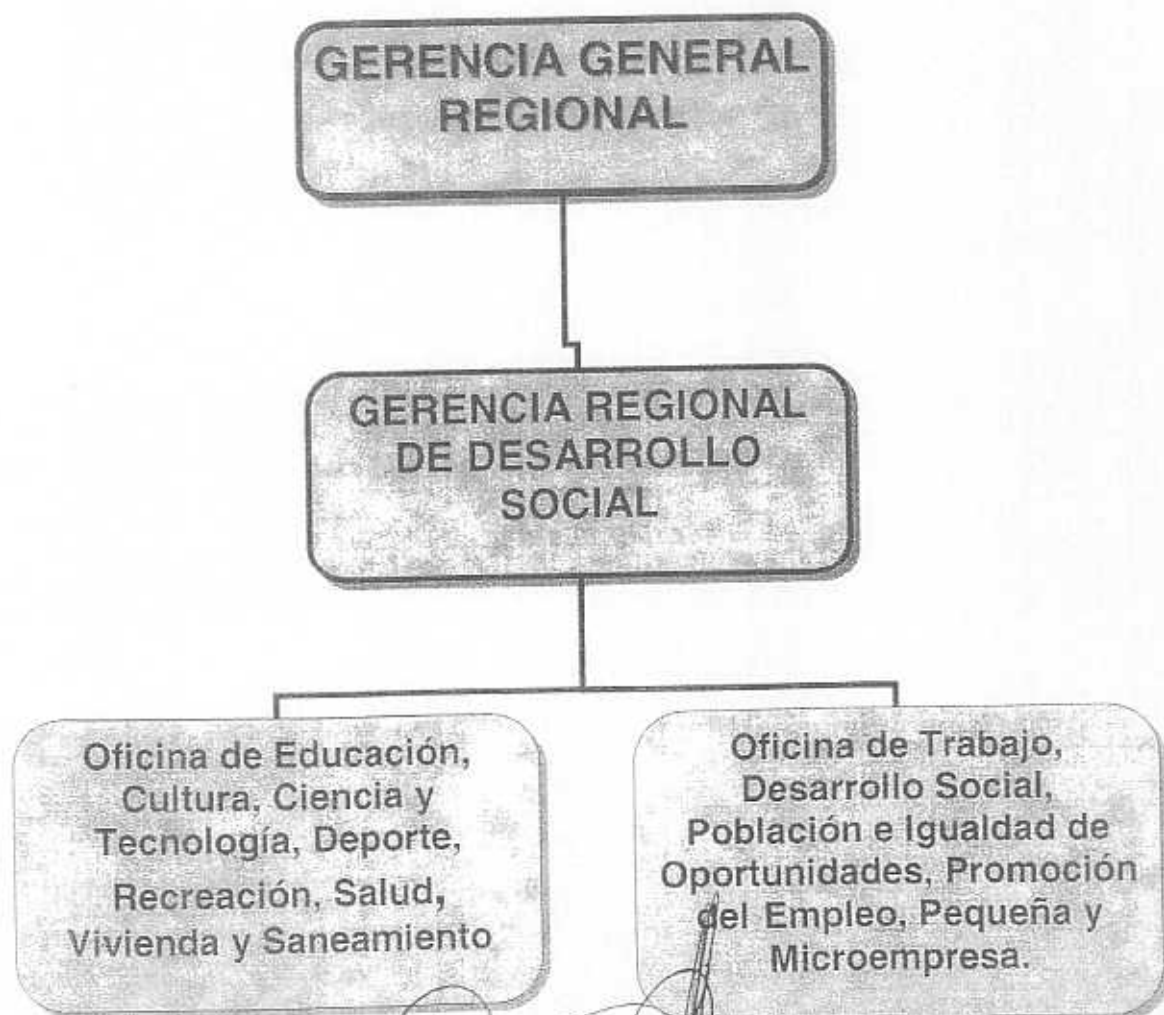 GERENCIA GENERAL
REGIONAL
GERENCIA REGIONAL
DE DESARROLLO
SOCIAL
Oficina de Educación,
Cultura, Ciencia y
Tecnología, Deporte,
Recreación, Salud,
Vivienda y Saneamiento
Oficina de Trabajo,
Desarrollo Social,
Población e Igualdad de
Oportunidades, Promoción
del Empleo, Pequeña y
Microempresa.